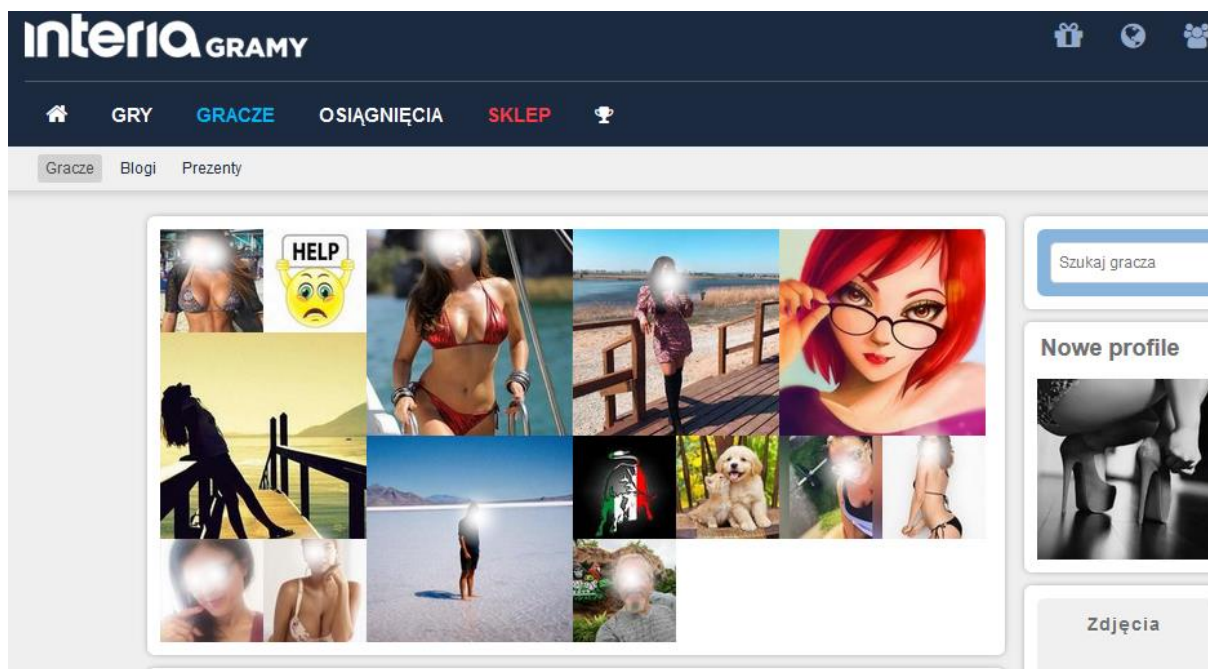 interia GRAMY
GRY GRACZE OSIĄGNIĘCIA SKLEP
Gracze Blogi Prezenty
HELP
Szukaj gracza
Nowe profile
Zdjęcia